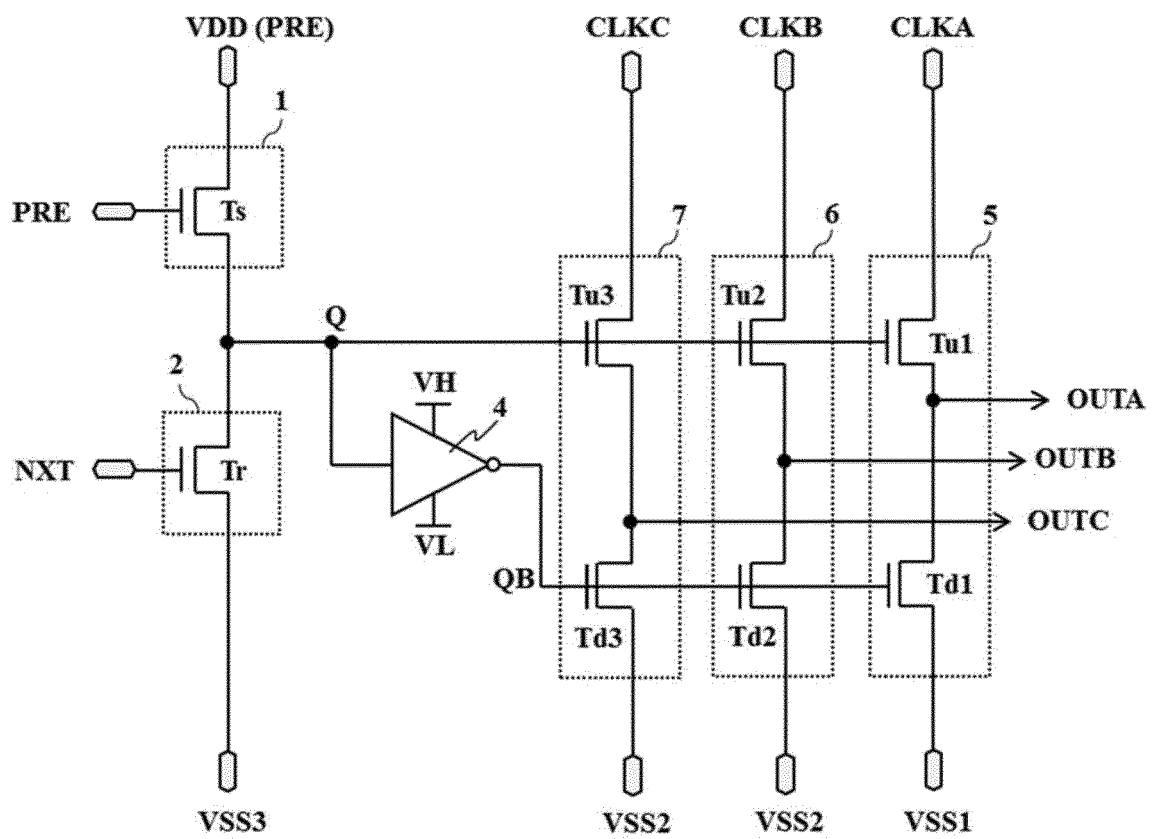 VDD (PRE) CLKC CLKB CLKA
1
PRE Ts
7 6 5
Tu3 Tu2 Tu1
Q
2
VH
4
OUTA
NXT Tr
OUTB
OUTC
VL
QB
Td1
Td3 Td2
VSS3 VSS2 VSS2 VSS1